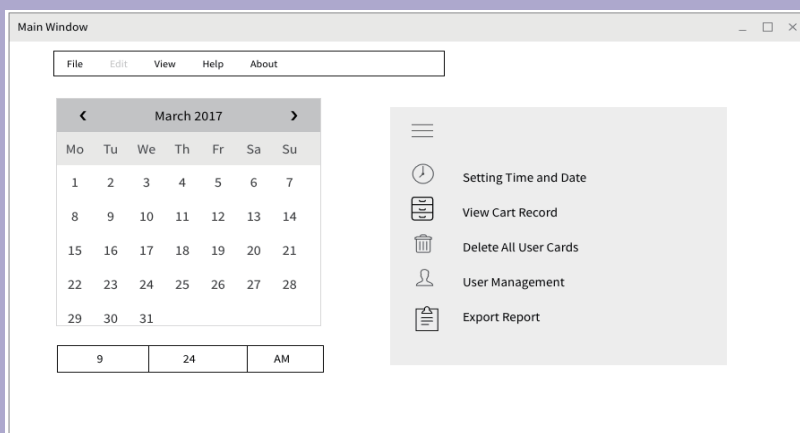 Main Window
File Edit View Help About
March 2017
Mo Tu We Th Fr Sa Su
1 2 3 4 5 6 7
8 9 10 11 12 13 14
15 16 17 18 19 20 21
22 23 24 25 26 27 28
29 30 31
9 24 AM
Setting Time and Date
View Cart Record
Delete All User Cards
User Management
Export Report